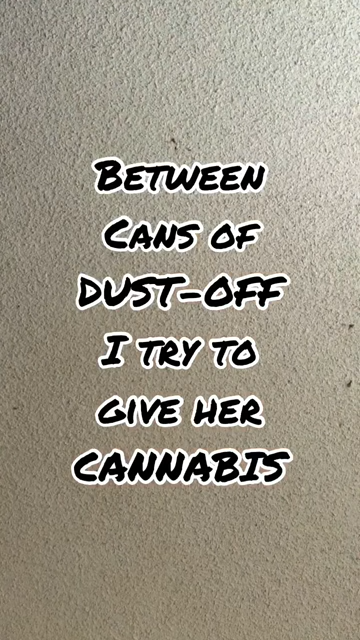 Between
Cans of
DUST-OFF
I try to
give her
CANNABIS